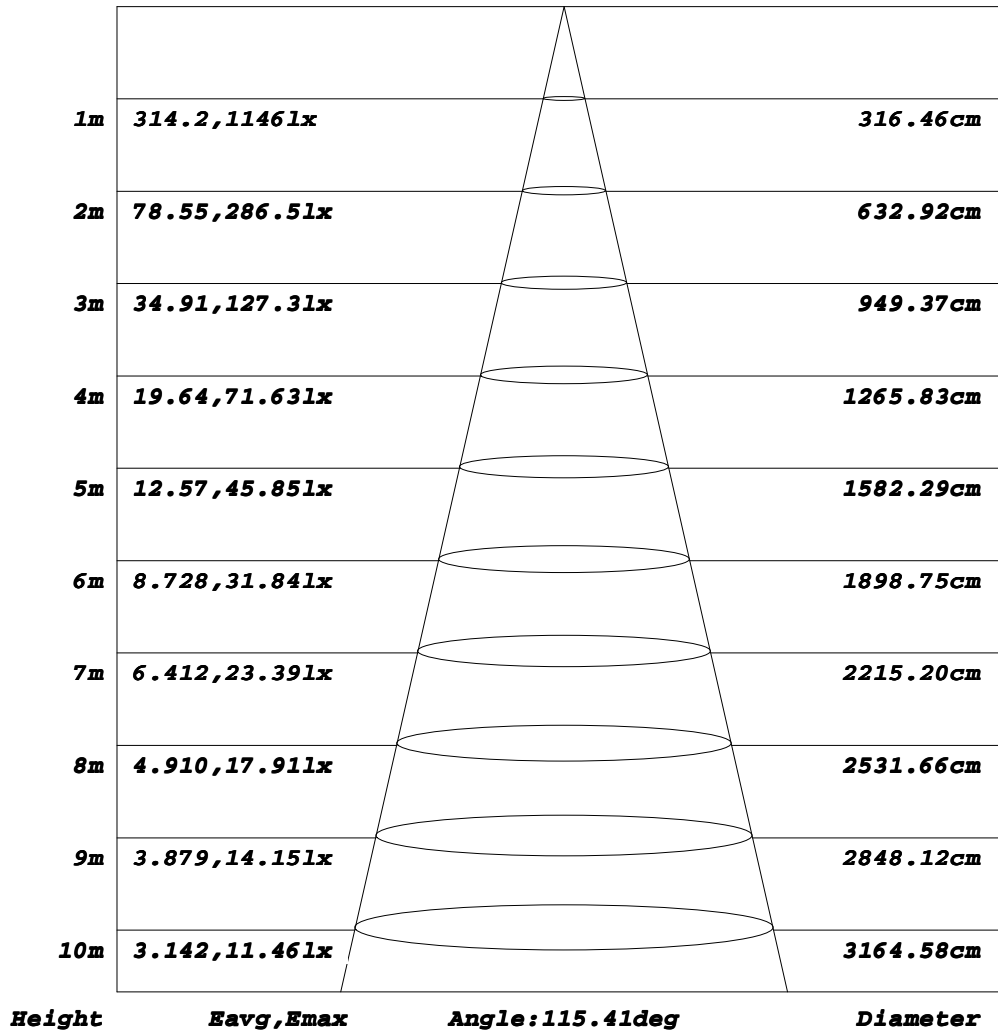 1m 314.2,1146lx 316.46cm
2m 78.55,286.5lx 632.92cm
3m 34.91,127.3lx 949.37cm
4m 19.64,71.63lx 1265.83cm
5m 12.57,45.85lx 1582.29cm
6m 8.728,31.84lx 1898.75cm
7m 6.412,23.39lx 2215.20cm
8m 4.910,17.91lx 2531.66cm
9m 3.879,14.15lx 2848.12cm
10m 3.142,11.46lx 3164.58cm
Height Eavg,Emax Angle:115.41deg Diameter